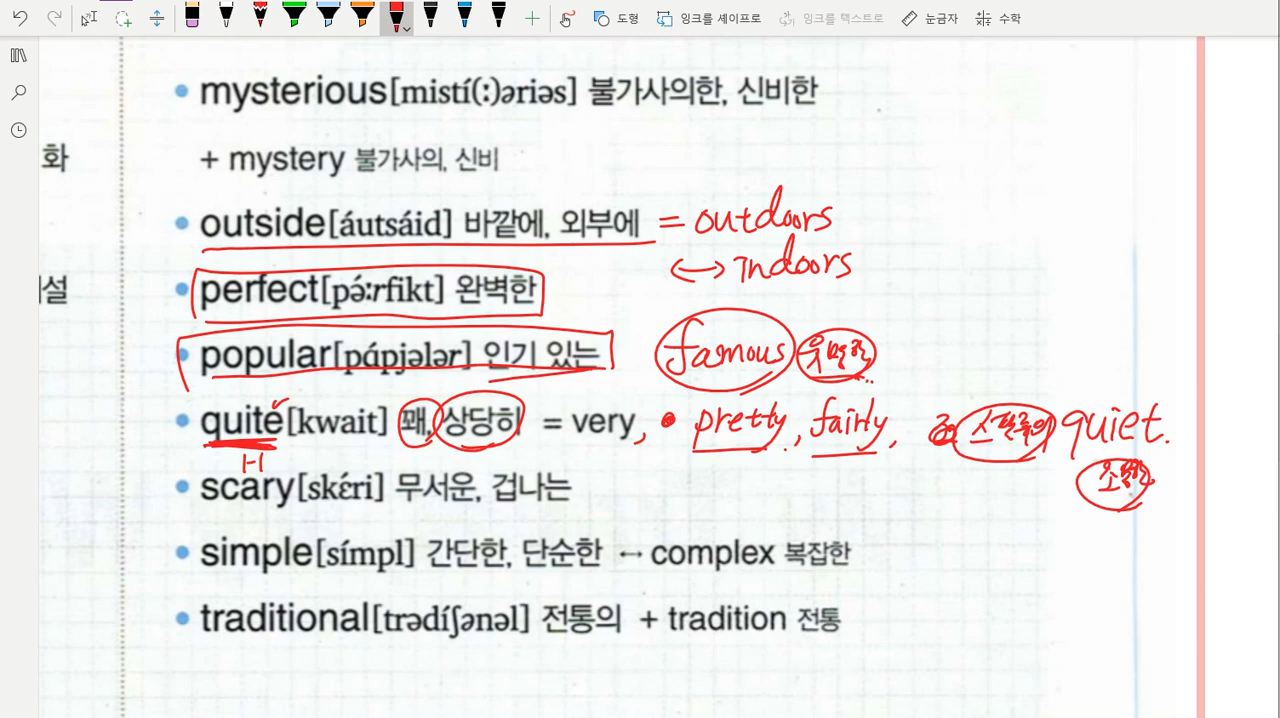 도형 잉크를 셰이프로 잉크를 텍스트로 눈금자 수학
mysterious[místí(ː)əriəs] 불가사의한, 신비한
화
+ mystery 불가사의, 신비
outside[áutsáid] 바깥에, 외부에 = outdoors
↔ indoors
설
perfect[pə́ːrfikt] 완벽한
popular[pápjələr] 인기 있는 famous 유명한
quite[kwait] 꽤, 상당히 = very, pretty, fairly, 스펠주의 quiet.
조용한
scary[skɛ́ri] 무서운, 겁나는
simple[símpl] 간단한, 단순한 ↔ complex 복잡한
traditional[trədíʃənəl] 전통의 + tradition 전통